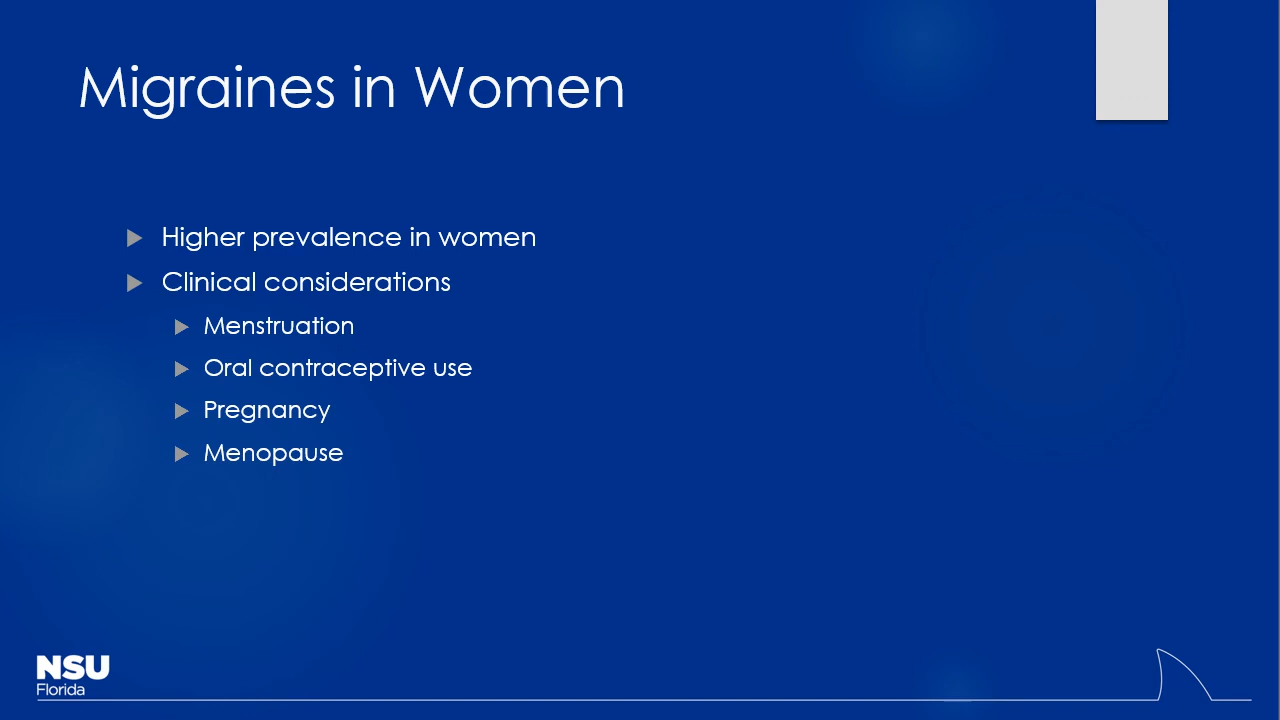 Migraines in Women
Higher prevalence in women
Clinical considerations
Menstruation
Oral contraceptive use
Pregnancy
Menopause
NSU
Florida